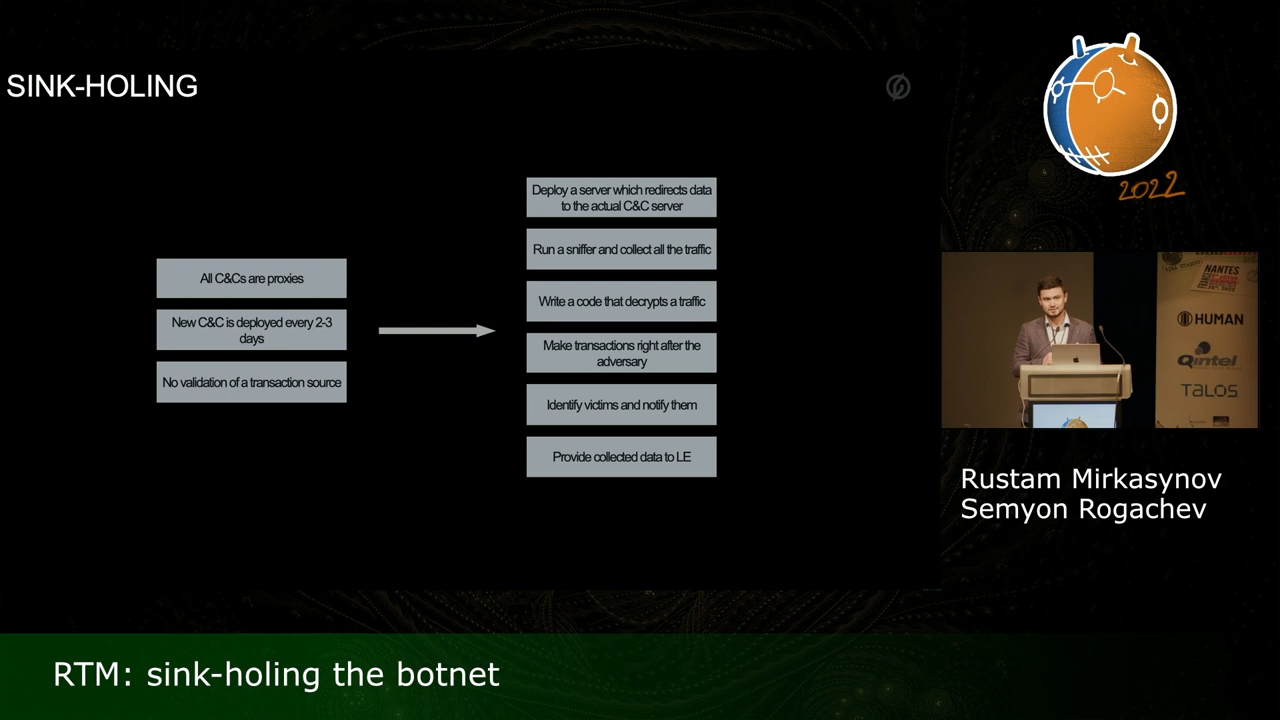 SINK-HOLING
All C&Cs are proxies
New C&C is deployed every 2-3
days
No validation of a transaction source
Deploy a server which redirects data
to the actual C&C server
Run a sniffer and collect all the traffic
Write a code that decrypts a traffic
Make transactions right after the
adversary
Identify victims and notify them
Provide collected data to LE
2022
NANTES
HUMAN
Qintel
TALOS
Rustam Mirkasynov
Semyon Rogachev
RTM: sink-holing the botnet